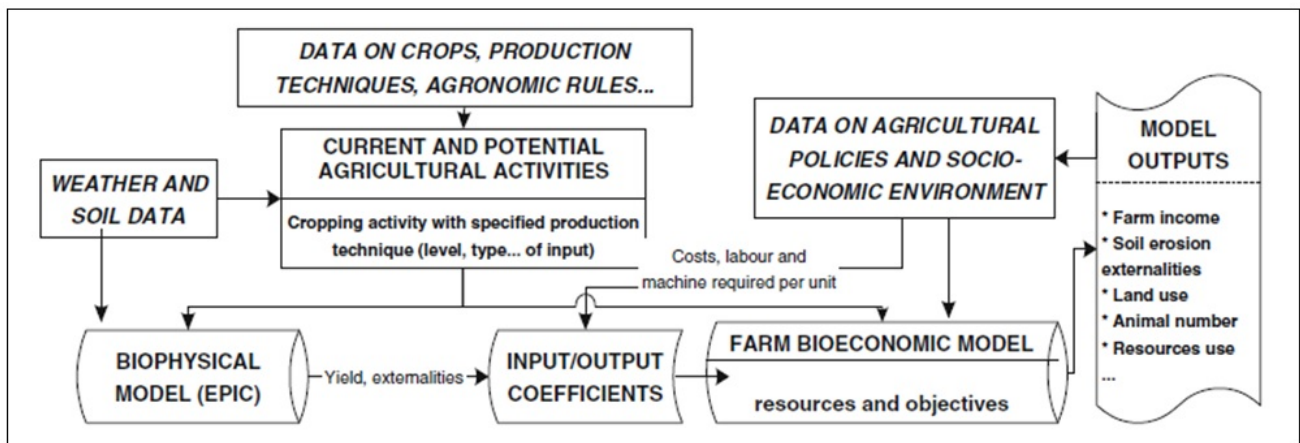 DATA ON CROPS, PRODUCTION
TECHNIQUES, AGRONOMIC RULES...
CURRENT AND POTENTIAL
AGRICULTURAL ACTIVITIES
Cropping activity with specified production
technique (level, type... of input)
WEATHER AND
SOIL DATA
DATA ON AGRICULTURAL
POLICIES AND SOCIO-
ECONOMIC ENVIRONMENT
MODEL
OUTPUTS
* Farm income
* Soil erosion
externalities
* Land use
* Animal number
* Resources use
...
Costs, labour and
machine required per unit
BIOPHYSICAL
MODEL (EPIC)
Yield, externalities
INPUT/OUTPUT
COEFFICIENTS
FARM BIOECONOMIC MODEL
resources and objectives